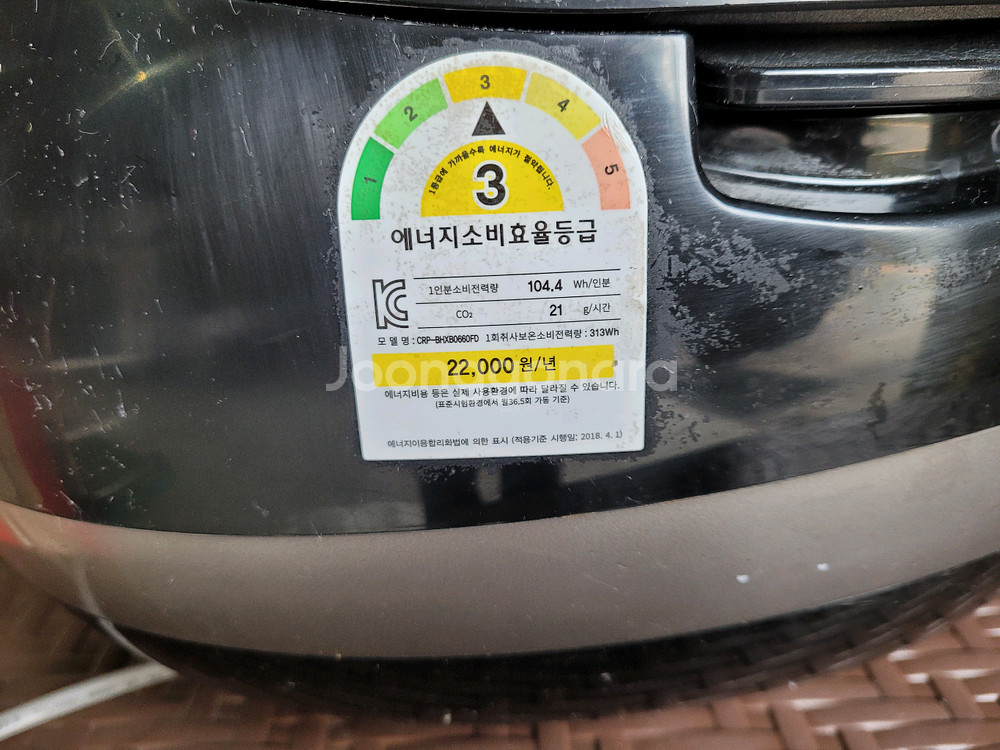 1 2 3 4 5
1등급에 가까울수록 에너지가 절약됩니다.
3
에너지소비효율등급
KC
1인분소비전력량 104.4 Wh/인분
CO₂ 21 g/시간
모 델 명 : CRP-BHXB0660FD 1회취사보온소비전력량 : 313Wh
22,000 원/년
Joonggonara
에너지비용 등은 실제 사용환경에 따라 달라질 수 있습니다.
(표준시험환경에서 월36.5회 가동 기준)
에너지이용합리화법에 의한 표시 (적용기준 시행일: 2018. 4. 1)